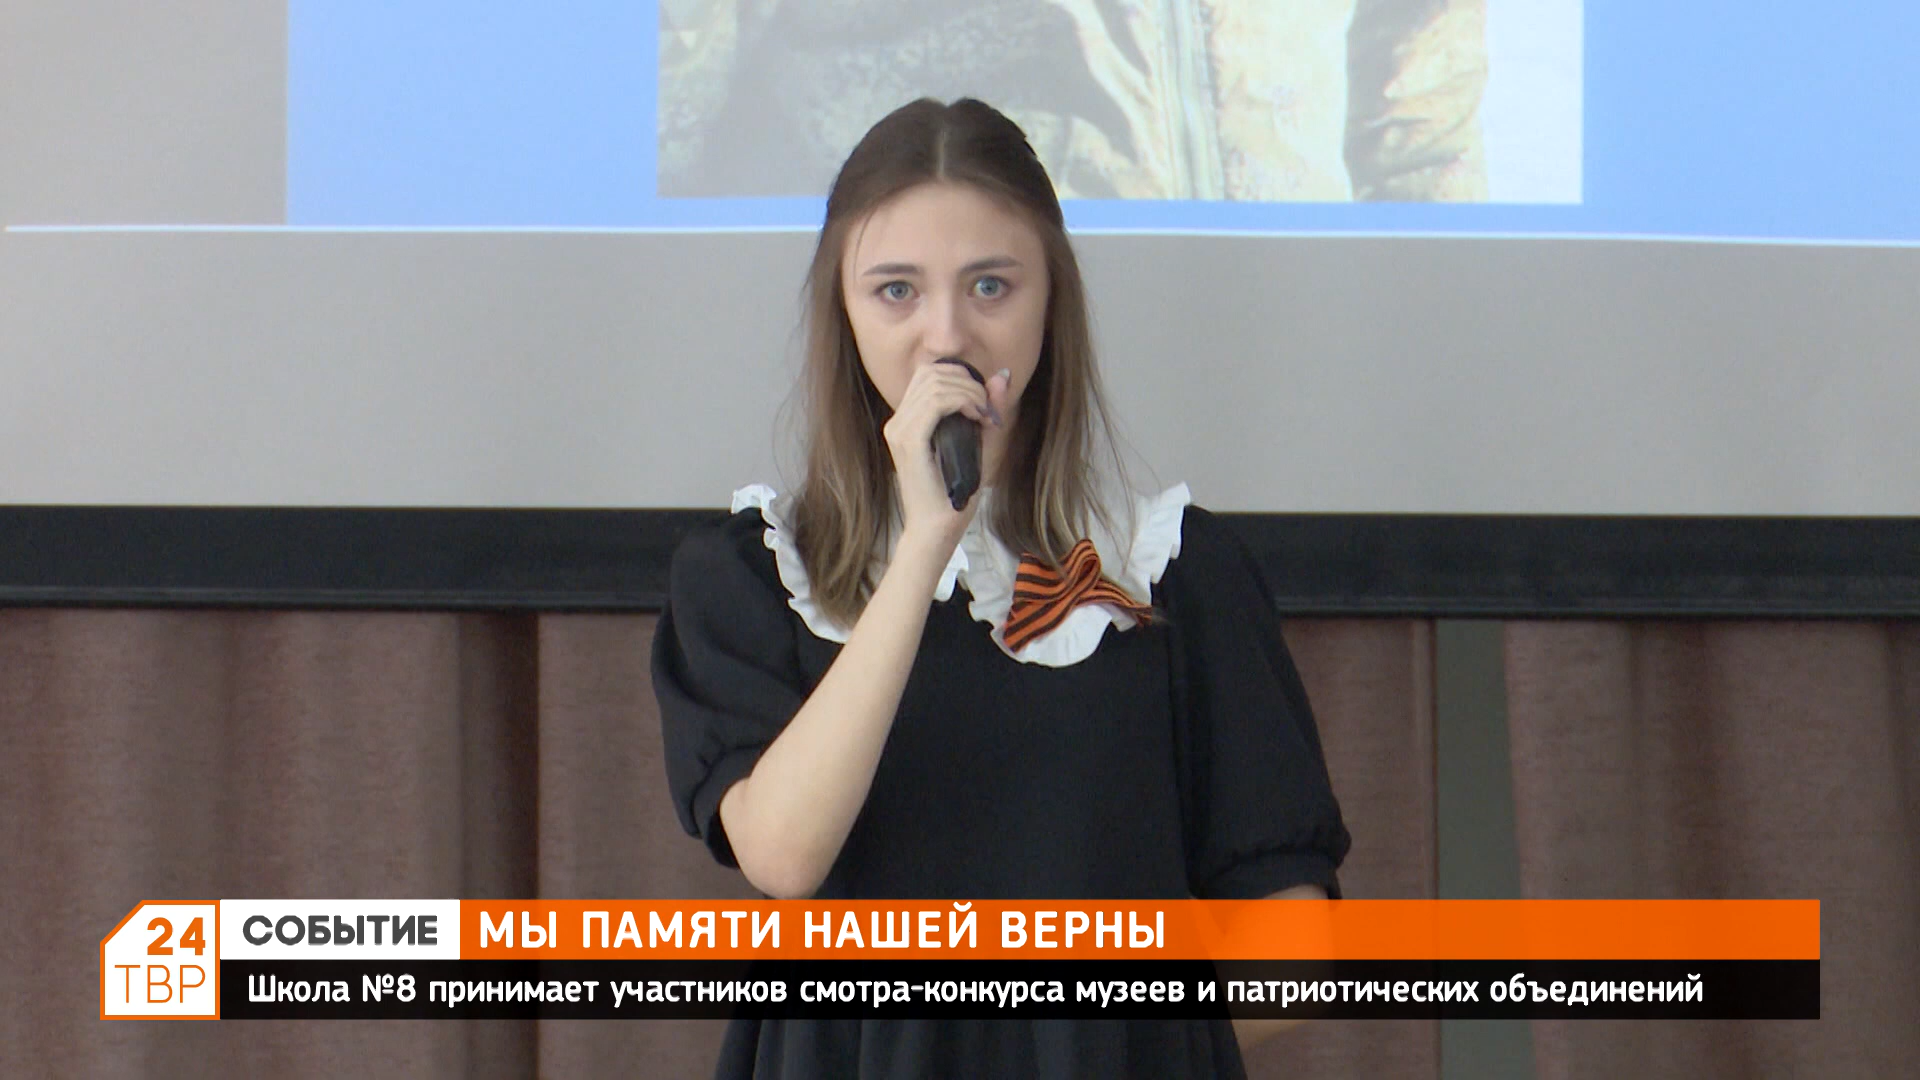 24
ТВР
СОБЫТИЕ
МЫ ПАМЯТИ НАШЕЙ ВЕРНЫ
Школа №8 принимает участников смотра-конкурса музеев и патриотических объединений